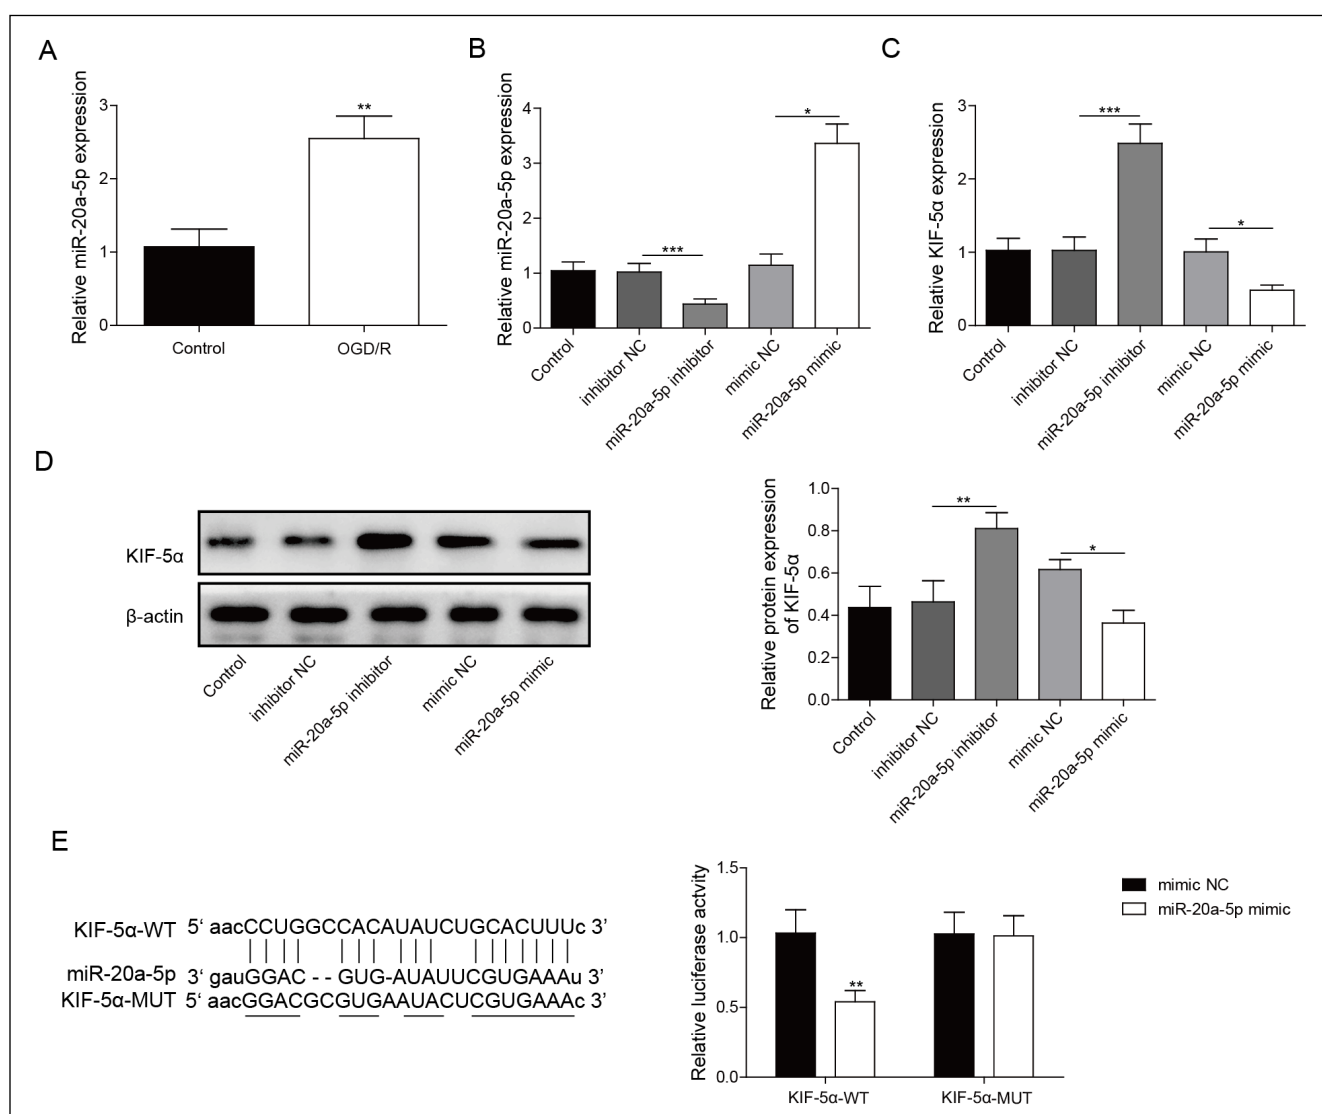 A
Relative miR-20a-5p expression
3
2
1
0
**
Control
OGD/R
B
Relative miR-20a-5p expression
4
3
2
1
0
***
*
Control
inhibitor NC
miR-20a-5p inhibitor
mimic NC
miR-20a-5p mimic
C
Relative KIF-5α expression
3
2
1
0
***
*
Control
inhibitor NC
miR-20a-5p inhibitor
mimic NC
miR-20a-5p mimic
D
KIF-5α
β-actin
Control
inhibitor NC
miR-20a-5p inhibitor
mimic NC
miR-20a-5p mimic
Relative protein expression
of KIF-5α
1.0
0.8
0.6
0.4
0.2
0.0
**
*
Control
inhibitor NC
miR-20a-5p inhibitor
mimic NC
miR-20a-5p mimic
E
KIF-5α-WT 5‘ aacCCUGGCCACAUAUCUGCACUUUc 3’
miR-20a-5p 3‘ gauGGAC - - GUG-AUAUUCGUGAAAu 3’
KIF-5α-MUT 5‘ aacGGACGCGUGAAUACUCGUGAAAc 3’
Relative luciferase actvity
1.5
1.0
0.5
0.0
**
KIF-5α-WT
KIF-5α-MUT
mimic NC
miR-20a-5p mimic